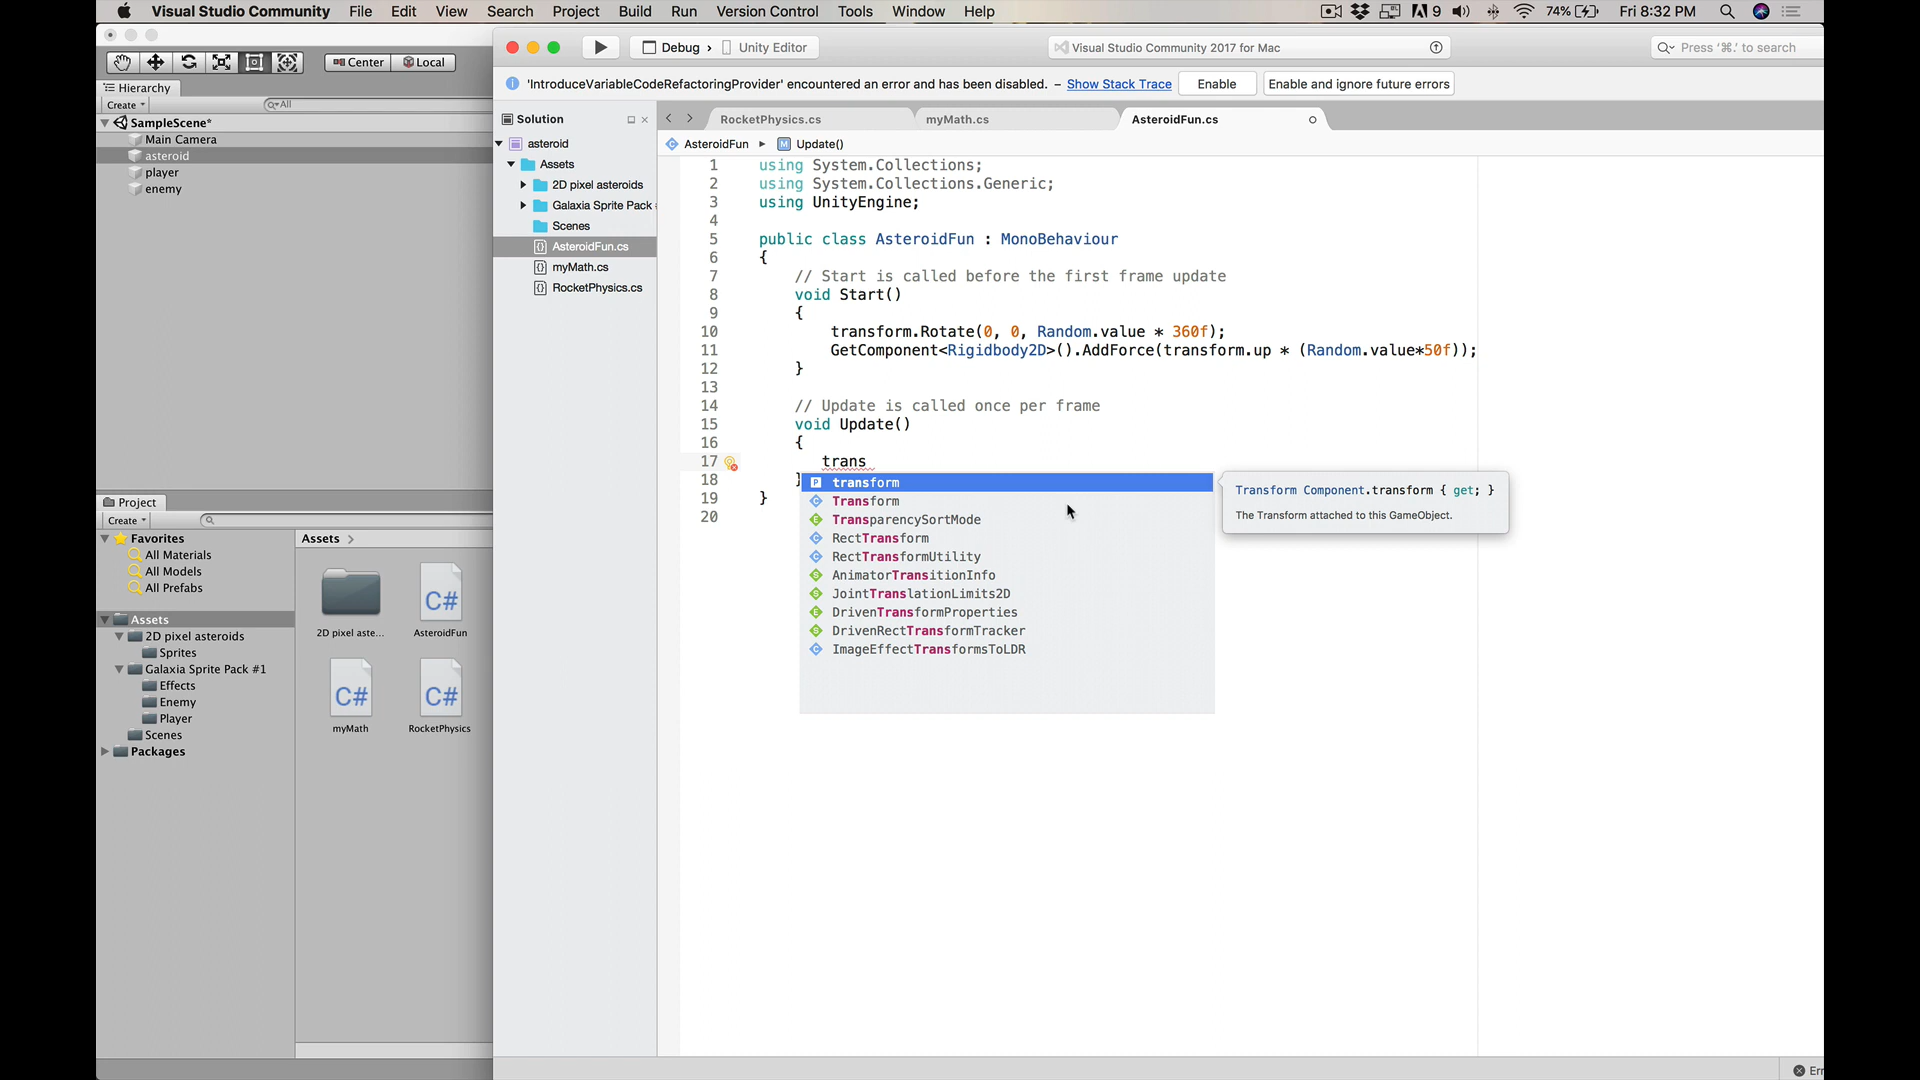 Visual Studio Community File Edit View Search Project Build Run Version Control Tools Window Help 9 74% Fri 8:32 PM
Center Local
Hierarchy
Create All
SampleScene*
Main Camera
asteroid
player
enemy
Project
Create
Favorites
All Materials
All Models
All Prefabs
Assets
2D pixel asteroids
Sprites
Galaxia Sprite Pack #1
Effects
Enemy
Player
Scenes
Packages
Assets
2D pixel aste...
C#
AsteroidFun
C#
myMath
C#
RocketPhysics
Debug › Unity Editor
Visual Studio Community 2017 for Mac
Press '⌘.' to search
'IntroduceVariableCodeRefactoringProvider' encountered an error and has been disabled. – Show Stack Trace Enable Enable and ignore future errors
Solution
asteroid
Assets
2D pixel asteroids
Galaxia Sprite Pack
Scenes
AsteroidFun.cs
myMath.cs
RocketPhysics.cs
RocketPhysics.cs myMath.cs AsteroidFun.cs
AsteroidFun Update()
1 using System.Collections;
2 using System.Collections.Generic;
3 using UnityEngine;
4
5 public class AsteroidFun : MonoBehaviour
6 {
7 // Start is called before the first frame update
8 void Start()
9 {
10 transform.Rotate(0, 0, Random.value * 360f);
11 GetComponent<Rigidbody2D>().AddForce(transform.up * (Random.value*50f));
12 }
13
14 // Update is called once per frame
15 void Update()
16 {
17 trans
18 }
19 }
20
transform
Transform
TransparencySortMode
RectTransform
RectTransformUtility
AnimatorTransitionInfo
JointTranslationLimits2D
DrivenTransformProperties
DrivenRectTransformTracker
ImageEffectTransformsToLDR
Transform Component.transform { get; }
The Transform attached to this GameObject.
Err